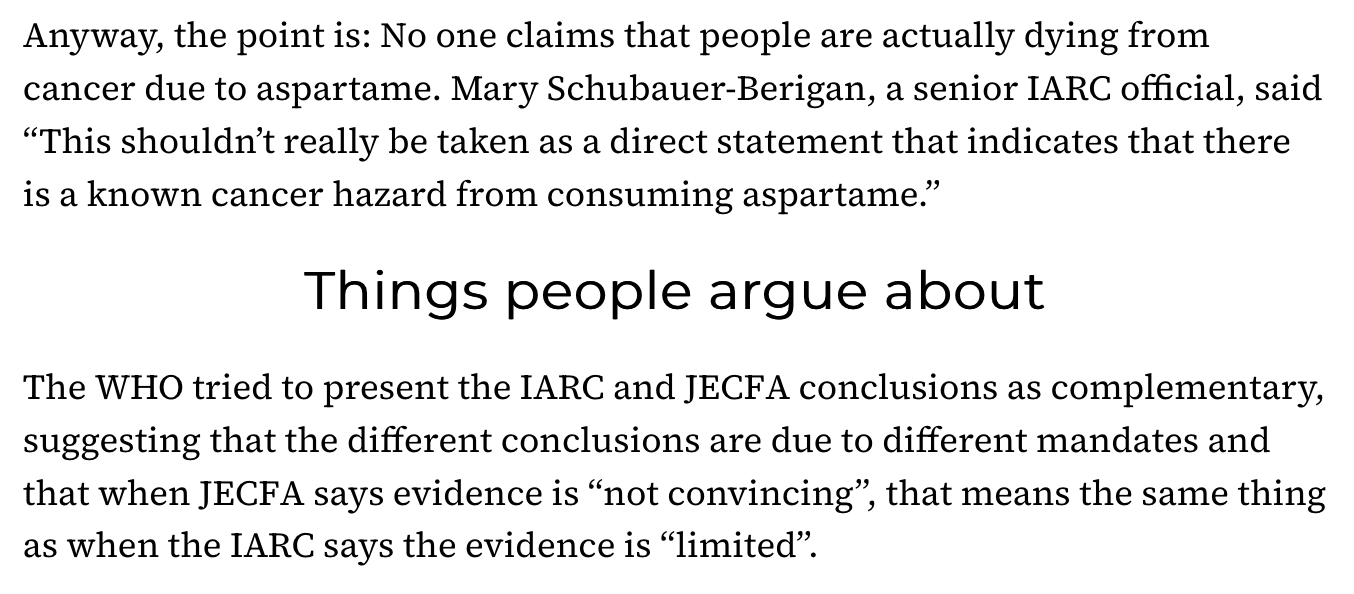 Anyway, the point is: No one claims that people are actually dying from
cancer due to aspartame. Mary Schubauer-Berigan, a senior IARC official, said
“This shouldn’t really be taken as a direct statement that indicates that there
is a known cancer hazard from consuming aspartame.”
Things people argue about
The WHO tried to present the IARC and JECFA conclusions as complementary,
suggesting that the different conclusions are due to different mandates and
that when JECFA says evidence is “not convincing”, that means the same thing
as when the IARC says the evidence is “limited”.